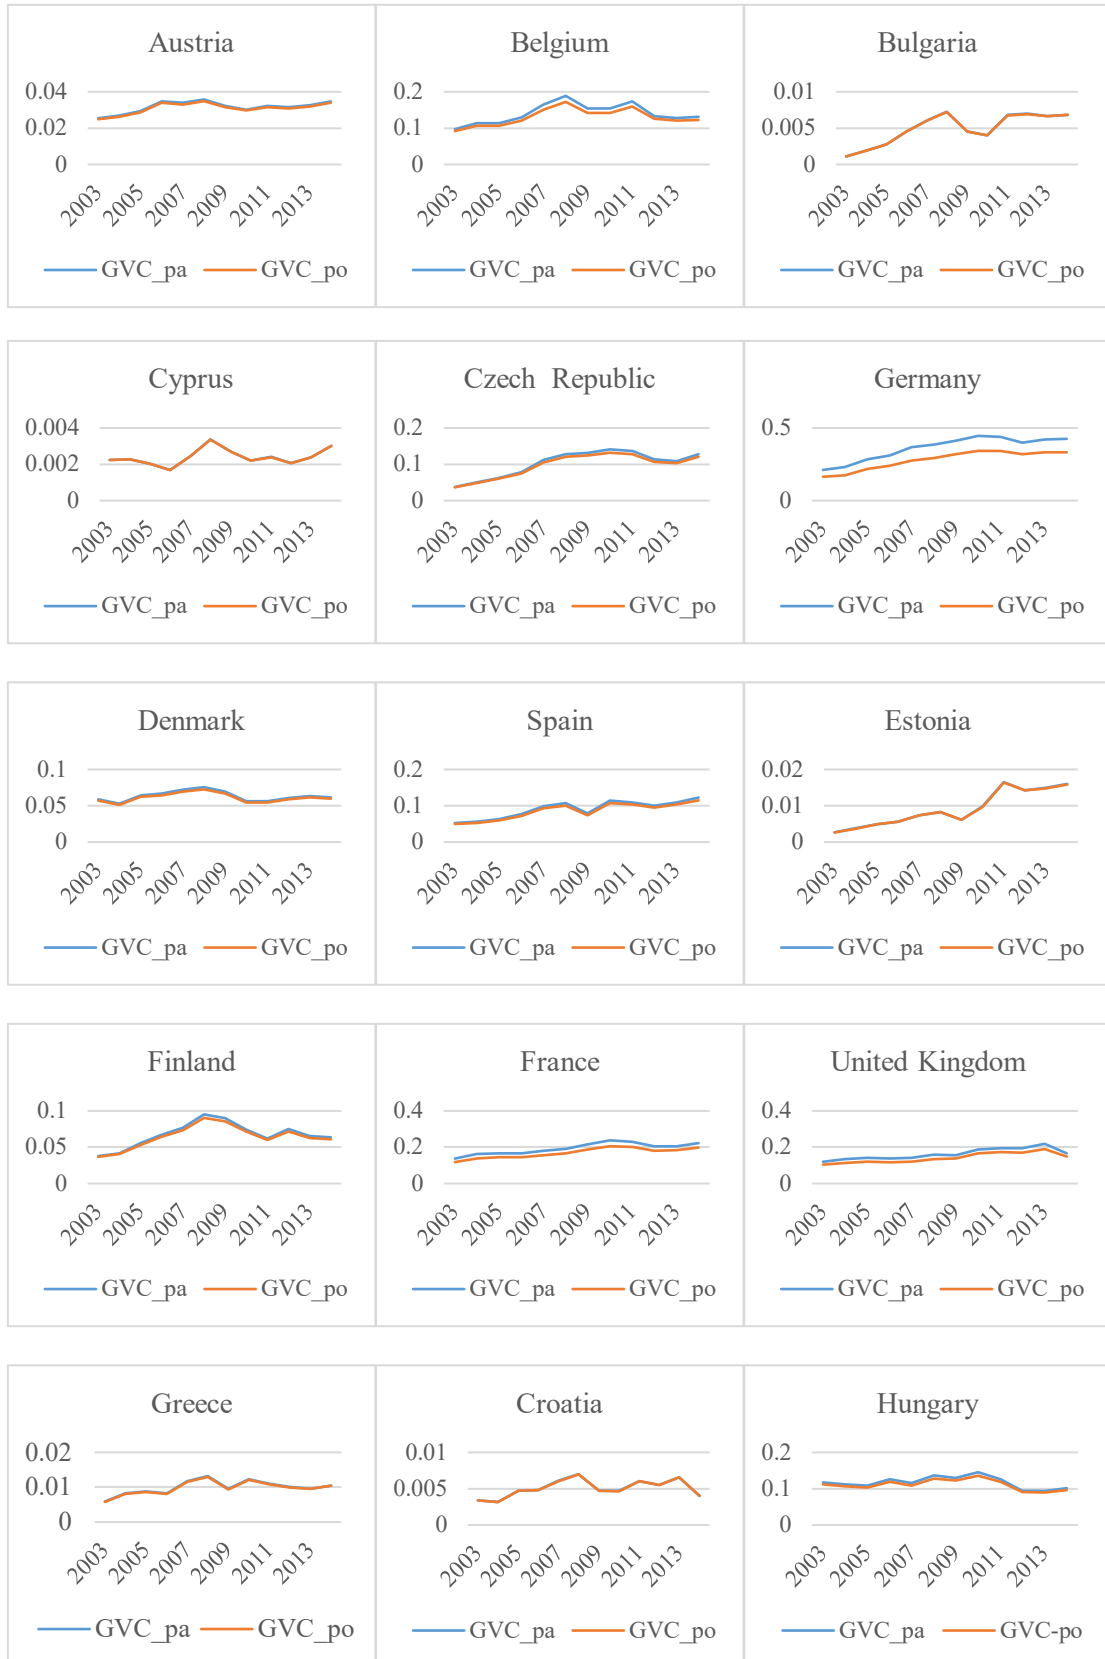 Austria
0.04
0.02
0
2003 2005 2007 2009 2011 2013
GVC_pa GVC_po
Belgium
0.2
0.1
0
2003 2005 2007 2009 2011 2013
GVC_pa GVC_po
Bulgaria
0.01
0.005
0
2003 2005 2007 2009 2011 2013
GVC_pa GVC_po
Cyprus
0.004
0.002
0
2003 2005 2007 2009 2011 2013
GVC_pa GVC_po
Czech Republic
0.2
0.1
0
2003 2005 2007 2009 2011 2013
GVC_pa GVC_po
Germany
0.5
0
2003 2005 2007 2009 2011 2013
GVC_pa GVC_po
Denmark
0.1
0.05
0
2003 2005 2007 2009 2011 2013
GVC_pa GVC_po
Spain
0.2
0.1
0
2003 2005 2007 2009 2011 2013
GVC_pa GVC_po
Estonia
0.02
0.01
0
2003 2005 2007 2009 2011 2013
GVC_pa GVC_po
Finland
0.1
0.05
0
2003 2005 2007 2009 2011 2013
GVC_pa GVC_po
France
0.4
0.2
0
2003 2005 2007 2009 2011 2013
GVC_pa GVC_po
United Kingdom
0.4
0.2
0
2003 2005 2007 2009 2011 2013
GVC_pa GVC_po
Greece
0.02
0.01
0
2003 2005 2007 2009 2011 2013
GVC_pa GVC_po
Croatia
0.01
0.005
0
2003 2005 2007 2009 2011 2013
GVC_pa GVC_po
Hungary
0.2
0.1
0
2003 2005 2007 2009 2011 2013
GVC_pa GVC-po